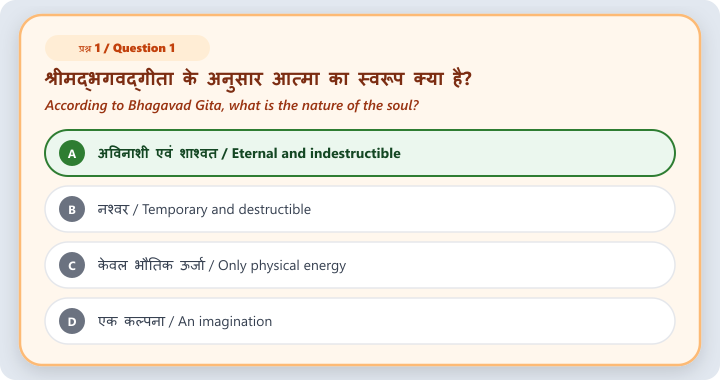 प्रश्न 1 / Question 1
श्रीमद्भगवद्गीता के अनुसार आत्मा का स्वरूप क्या है?
According to Bhagavad Gita, what is the nature of the soul?
A अविनाशी एवं शाश्वत / Eternal and indestructible
B नश्वर / Temporary and destructible
C केवल भौतिक ऊर्जा / Only physical energy
D एक कल्पना / An imagination